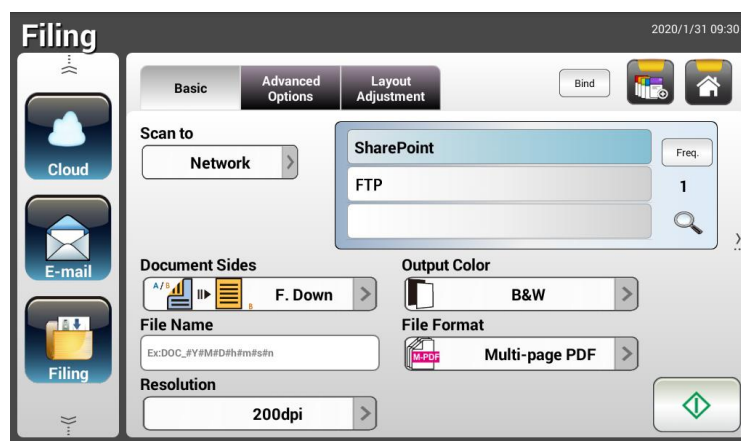 Filing
2020/1/31 09:30
Basic
Advanced Options
Layout Adjustment
Bind
Cloud
E-mail
Filing
Scan to
Network
SharePoint
FTP
Freq.
1
Document Sides
A/B
B
F. Down
Output Color
B&W
File Name
Ex:DOC_#Y#M#D#h#m#s#n
File Format
M-PDF
Multi-page PDF
Resolution
200dpi